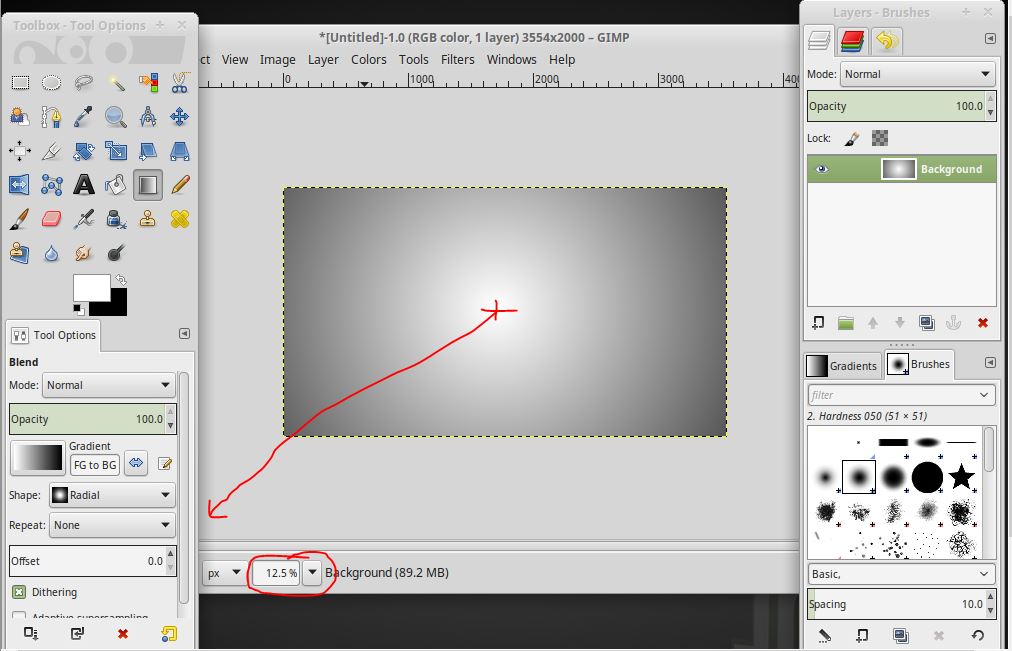 Toolbox - Tool Options
Layers - Brushes
*[Untitled]-1.0 (RGB color, 1 layer) 3554x2000 – GIMP
ct View Image Layer Colors Tools Filters Windows Help
0 1000 2000 3000 400
Mode: Normal
Opacity 100.0
Lock:
Background
Tool Options
Blend
Mode: Normal
Opacity 100.0
Gradient
FG to BG
Shape: Radial
Repeat: None
Offset 0.0
Dithering
Adaptive supersampling
px 12.5 % Background (89.2 MB)
Gradients Brushes
filter
2. Hardness 050 (51 × 51)
Basic,
Spacing 10.0